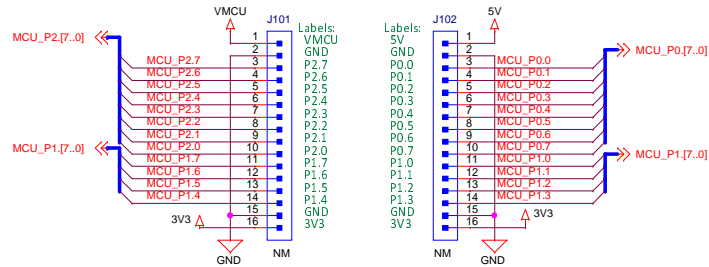 VMCU
J101
Labels:
MCU_P2.[7..0]
1
VMCU
2
GND
MCU_P2.7
3
P2.7
MCU_P2.6
4
P2.6
MCU_P2.5
5
P2.5
MCU_P2.4
6
P2.4
MCU_P2.3
7
P2.3
MCU_P2.2
8
P2.2
MCU_P2.1
9
P2.1
MCU_P1.[7..0]
MCU_P2.0
10
P2.0
MCU_P1.7
11
P1.7
MCU_P1.6
12
P1.6
MCU_P1.5
13
P1.5
MCU_P1.4
14
P1.4
15
GND
3V3
16
3V3
GND
NM
J102
5V
Labels:
5V
1
GND
2
MCU_P0.[7..0]
P0.0
3
MCU_P0.0
P0.1
4
MCU_P0.1
P0.2
5
MCU_P0.2
P0.3
6
MCU_P0.3
P0.4
7
MCU_P0.4
P0.5
8
MCU_P0.5
P0.6
9
MCU_P0.6
P0.7
10
MCU_P0.7
MCU_P1.[7..0]
P1.0
11
MCU_P1.0
P1.1
12
MCU_P1.1
P1.2
13
MCU_P1.2
P1.3
14
MCU_P1.3
GND
15
3V3
3V3
16
NM
GND